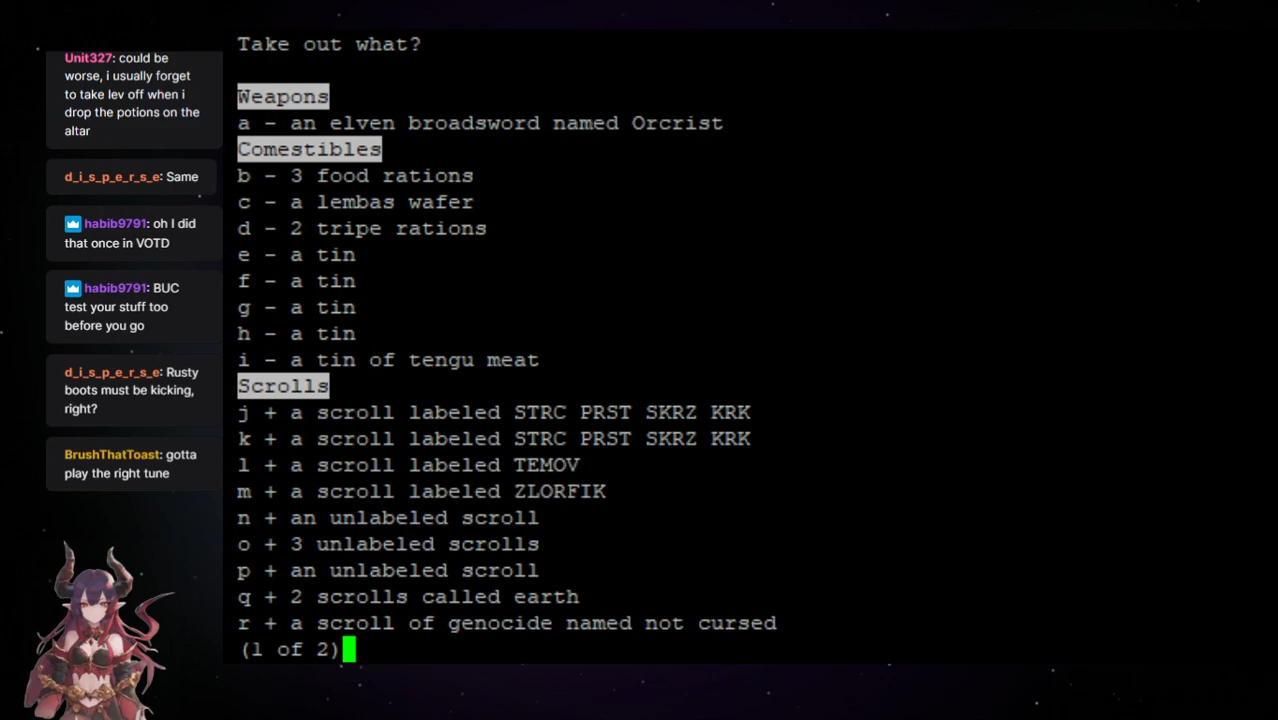 Unit327: could be
worse, i usually forget
to take lev off when i
drop the potions on the
altar
d_i_s_p_e_r_s_e: Same
habib9791: oh I did
that once in VOTD
habib9791: BUC
test your stuff too
before you go
d_i_s_p_e_r_s_e: Rusty
boots must be kicking,
right?
BrushThatToast: gotta
play the right tune
Take out what?
Weapons
a - an elven broadsword named Orcrist
Comestibles
b - 3 food rations
c - a lembas wafer
d - 2 tripe rations
e - a tin
f - a tin
g - a tin
h - a tin
i - a tin of tengu meat
Scrolls
j + a scroll labeled STRC PRST SKRZ KRK
k + a scroll labeled STRC PRST SKRZ KRK
l + a scroll labeled TEMOV
m + a scroll labeled ZLORFIK
n + an unlabeled scroll
o + 3 unlabeled scrolls
p + an unlabeled scroll
q + 2 scrolls called earth
r + a scroll of genocide named not cursed
(1 of 2)